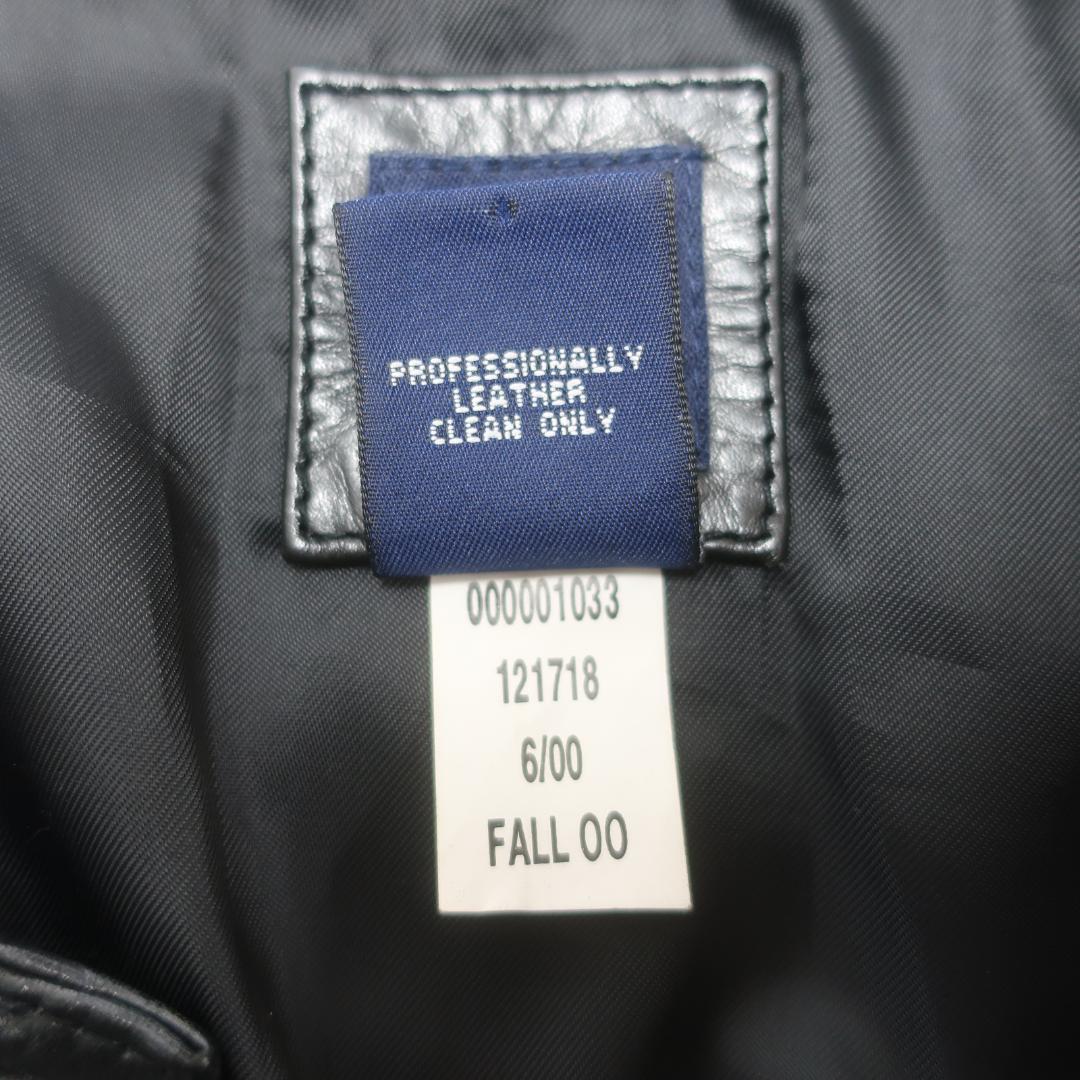 PROFESSIONALLY
LEATHER
CLEAN ONLY
000001033
121718
6/00
FALL 00